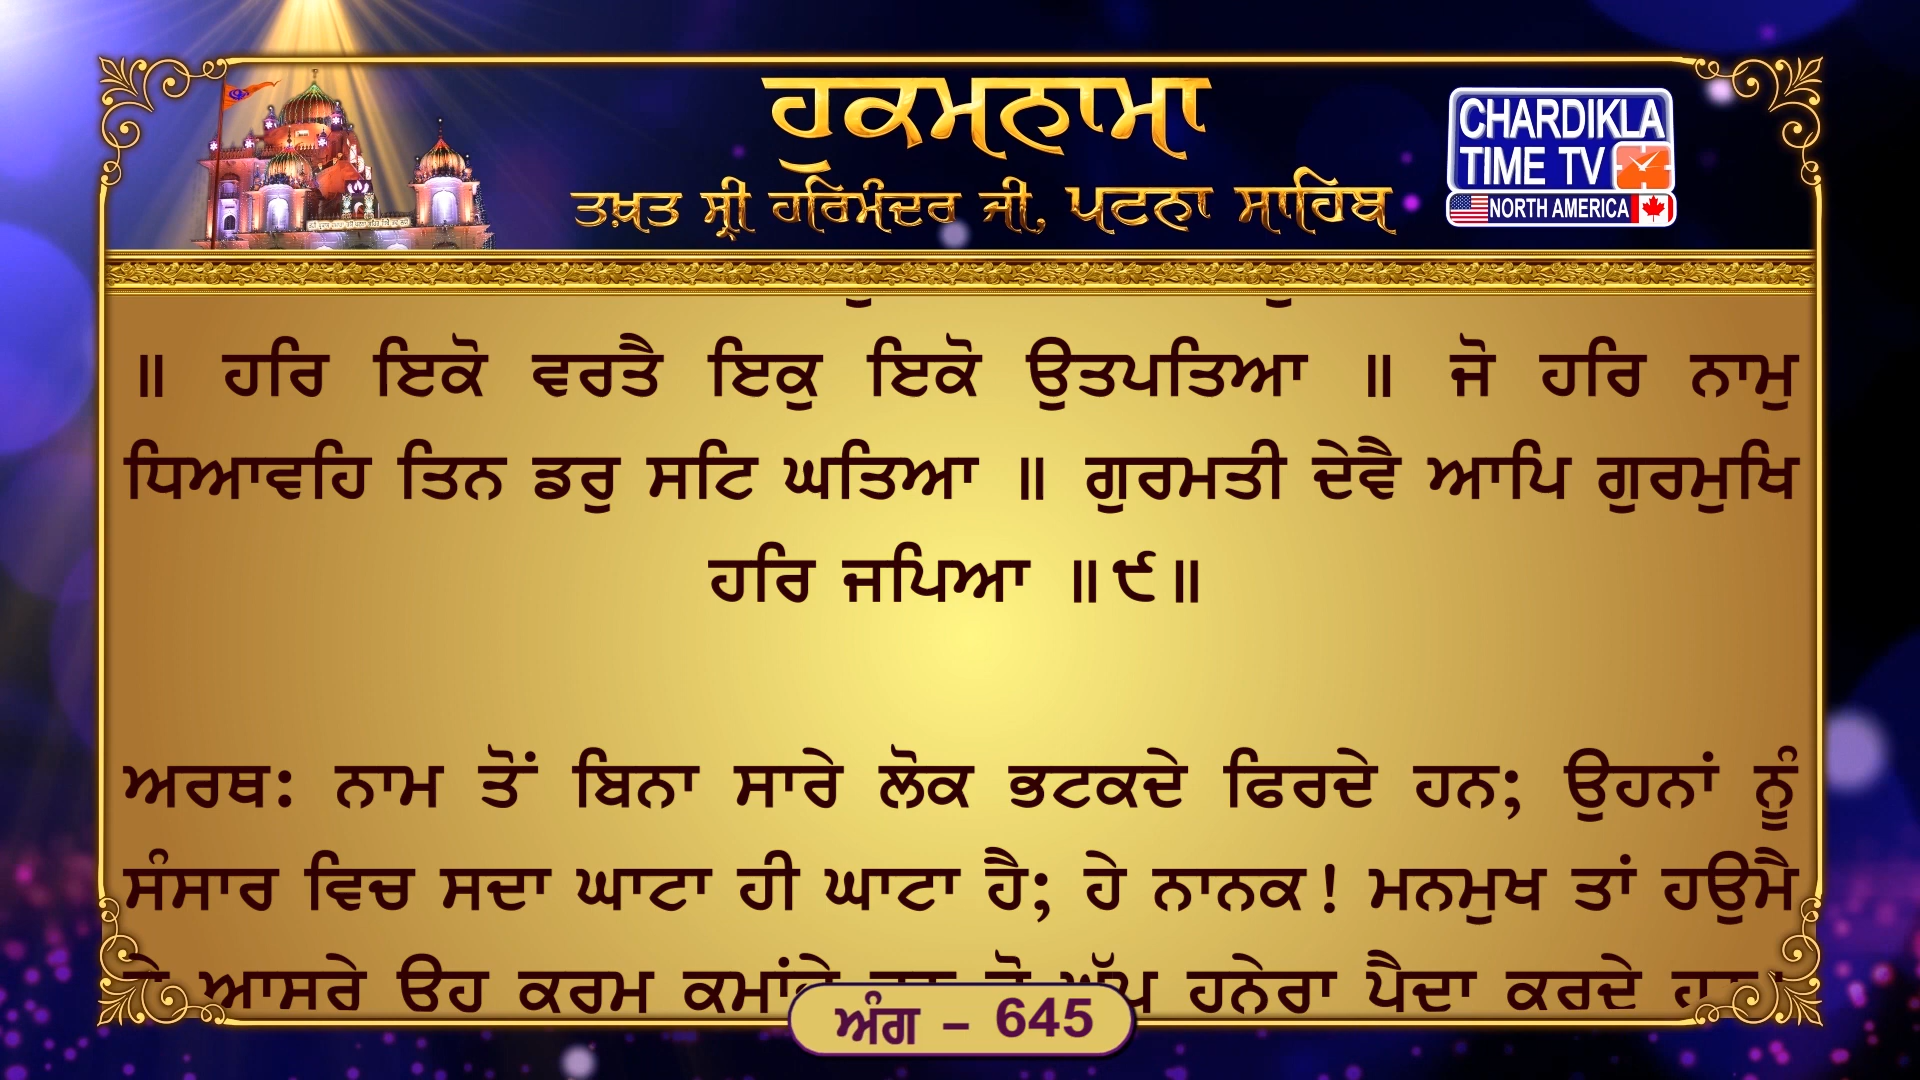 ਹੁਕਮਨਾਮਾ
ਤਖ਼ਤ ਸ੍ਰੀ ਹਰਿਮੰਦਰ ਜੀ, ਪਟਨਾ ਸਾਹਿਬ
CHARDIKLA
TIME TV
NORTH AMERICA
॥ ਹਰਿ ਇਕੋ ਵਰਤੈ ਇਕੁ ਇਕੋ ਉਤਪਤਿਆ ॥ ਜੋ ਹਰਿ ਨਾਮੁ
ਧਿਆਵਹਿ ਤਿਨ ਡਰੁ ਸਟਿ ਘਤਿਆ ॥ ਗੁਰਮਤੀ ਦੇਵੈ ਆਪਿ ਗੁਰਮੁਖਿ
ਹਰਿ ਜਪਿਆ ॥੯॥
ਅਰਥ: ਨਾਮ ਤੋਂ ਬਿਨਾ ਸਾਰੇ ਲੋਕ ਭਟਕਦੇ ਫਿਰਦੇ ਹਨ; ਉਹਨਾਂ ਨੂੰ
ਸੰਸਾਰ ਵਿਚ ਸਦਾ ਘਾਟਾ ਹੀ ਘਾਟਾ ਹੈ; ਹੇ ਨਾਨਕ! ਮਨਮੁਖ ਤਾਂ ਹਉਮੈ
ਆਸਰੇ ਓਹ ਕਰਮ ਕਮਾਂਦੇ ਘੁੱਪ ਹਨੇਰਾ ਪੈਦਾ ਕਰਦੇ
ਅੰਗ – 645